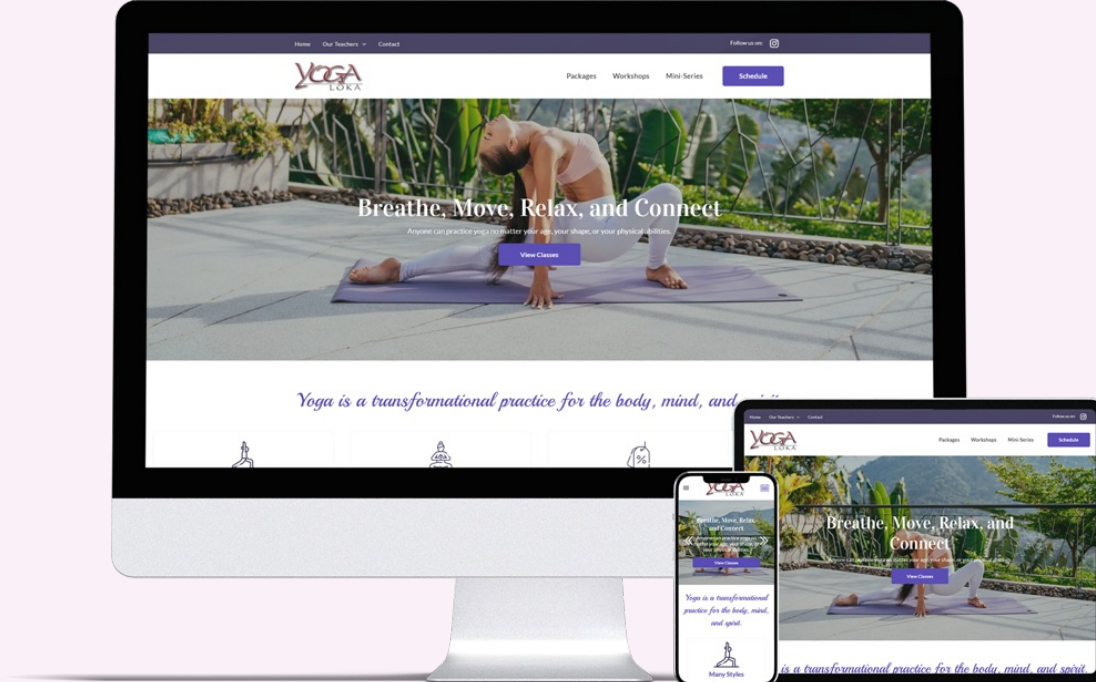 Home Our Teachers Contact Follow us on:
YOGA
LOKA
Packages Workshops Mini-Series Schedule
Breathe, Move, Relax, and Connect
Anyone can practice yoga no matter your age, your shape, or your physical abilities.
View Classes
Yoga is a transformational practice for the body, mind, and spirit
%
Home Our Teachers Contact Follow us on:
YOGA
LOKA
Packages Workshops Mini-Series Schedule
Breathe, Move, Relax, and
Connect
View Classes
is a transformational practice for the body, mind, and spirit.
YOGA
LOKA
Breathe, Move, Relax,
and Connect
View Classes
Yoga is a transformational
practice for the body, mind,
and spirit.
Many Styles